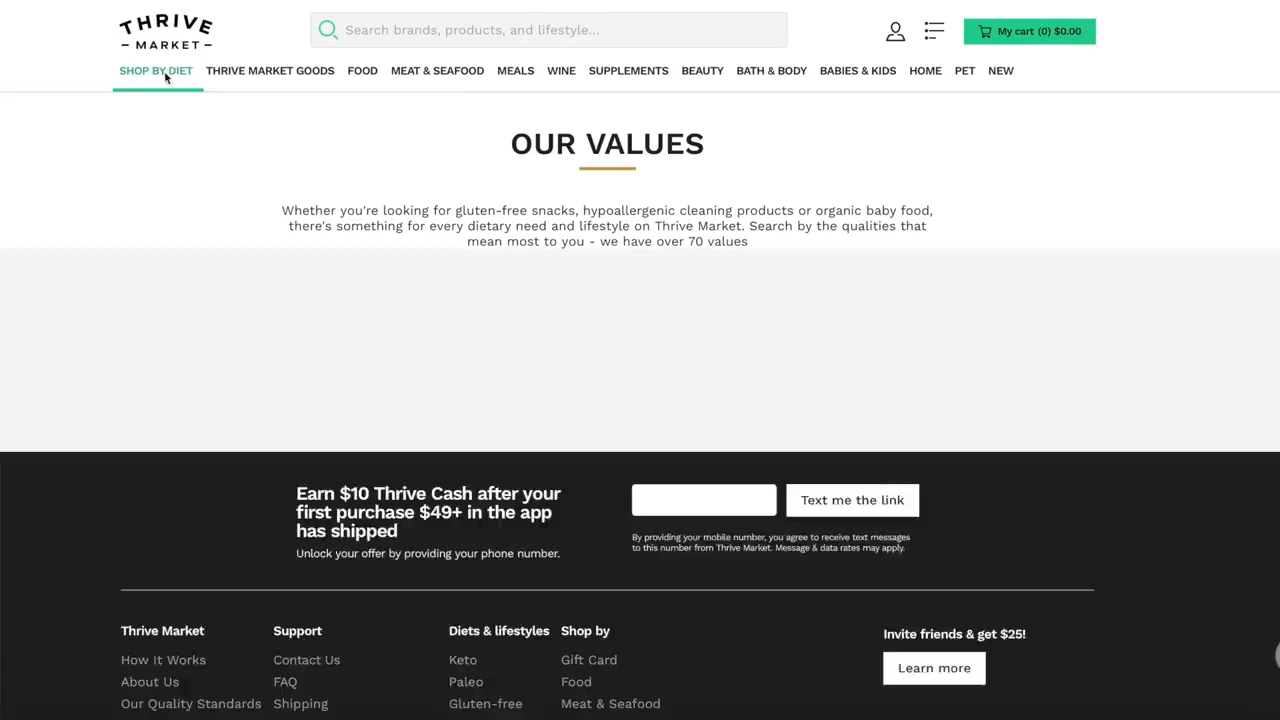 THRIVE
MARKET
Search brands, products, and lifestyle...
My cart (0) $0.00
SHOP BY DIET THRIVE MARKET GOODS FOOD MEAT & SEAFOOD MEALS WINE SUPPLEMENTS BEAUTY BATH & BODY BABIES & KIDS HOME PET NEW
OUR VALUES
Whether you're looking for gluten-free snacks, hypoallergenic cleaning products or organic baby food,
there's something for every dietary need and lifestyle on Thrive Market. Search by the qualities that
mean most to you - we have over 70 values
Earn $10 Thrive Cash after your
first purchase $49+ in the app
has shipped
Unlock your offer by providing your phone number.
Text me the link
By providing your mobile number, you agree to receive text messages
to this number from Thrive Market. Message & data rates may apply.
Thrive Market
How It Works
About Us
Our Quality Standards
Support
Contact Us
FAQ
Shipping
Diets & lifestyles
Keto
Paleo
Gluten-free
Shop by
Gift Card
Food
Meat & Seafood
Invite friends & get $25!
Learn more